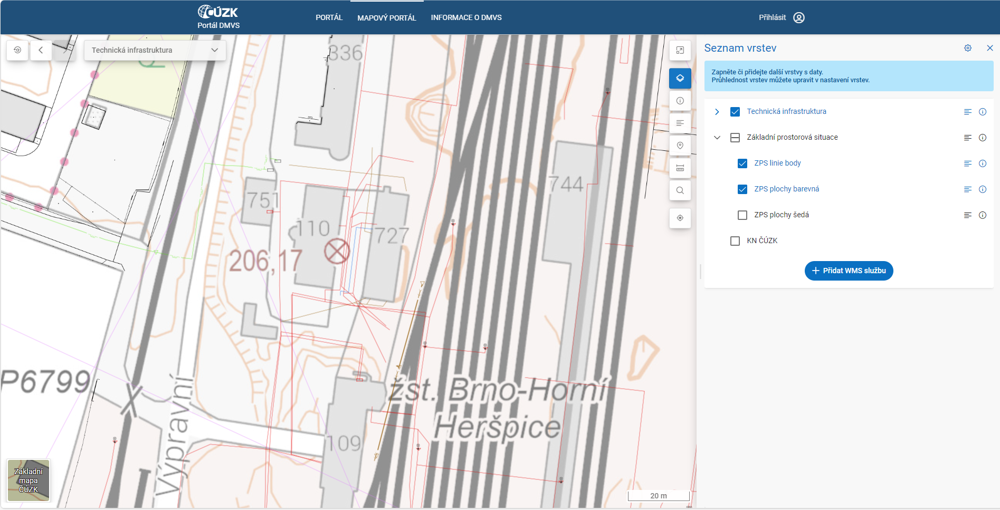 ČÚZK
Portál DMVS
PORTÁL
MAPOVÝ PORTÁL
INFORMACE O DMVS
Přihlásit
Technická infrastruktura
336
744
751
110
727
206,17
P6799
Výpravní
žst. Brno-Horní
Heršpice
109
Základní
mapa
ČÚZK
20 m
Seznam vrstev
Zapněte či přidejte další vrstvy s daty.
Průhlednost vrstev můžete upravit v nastavení vrstev.
Technická infrastruktura
Základní prostorová situace
ZPS linie body
ZPS plochy barevná
ZPS plochy šedá
KN ČÚZK
Přidat WMS službu